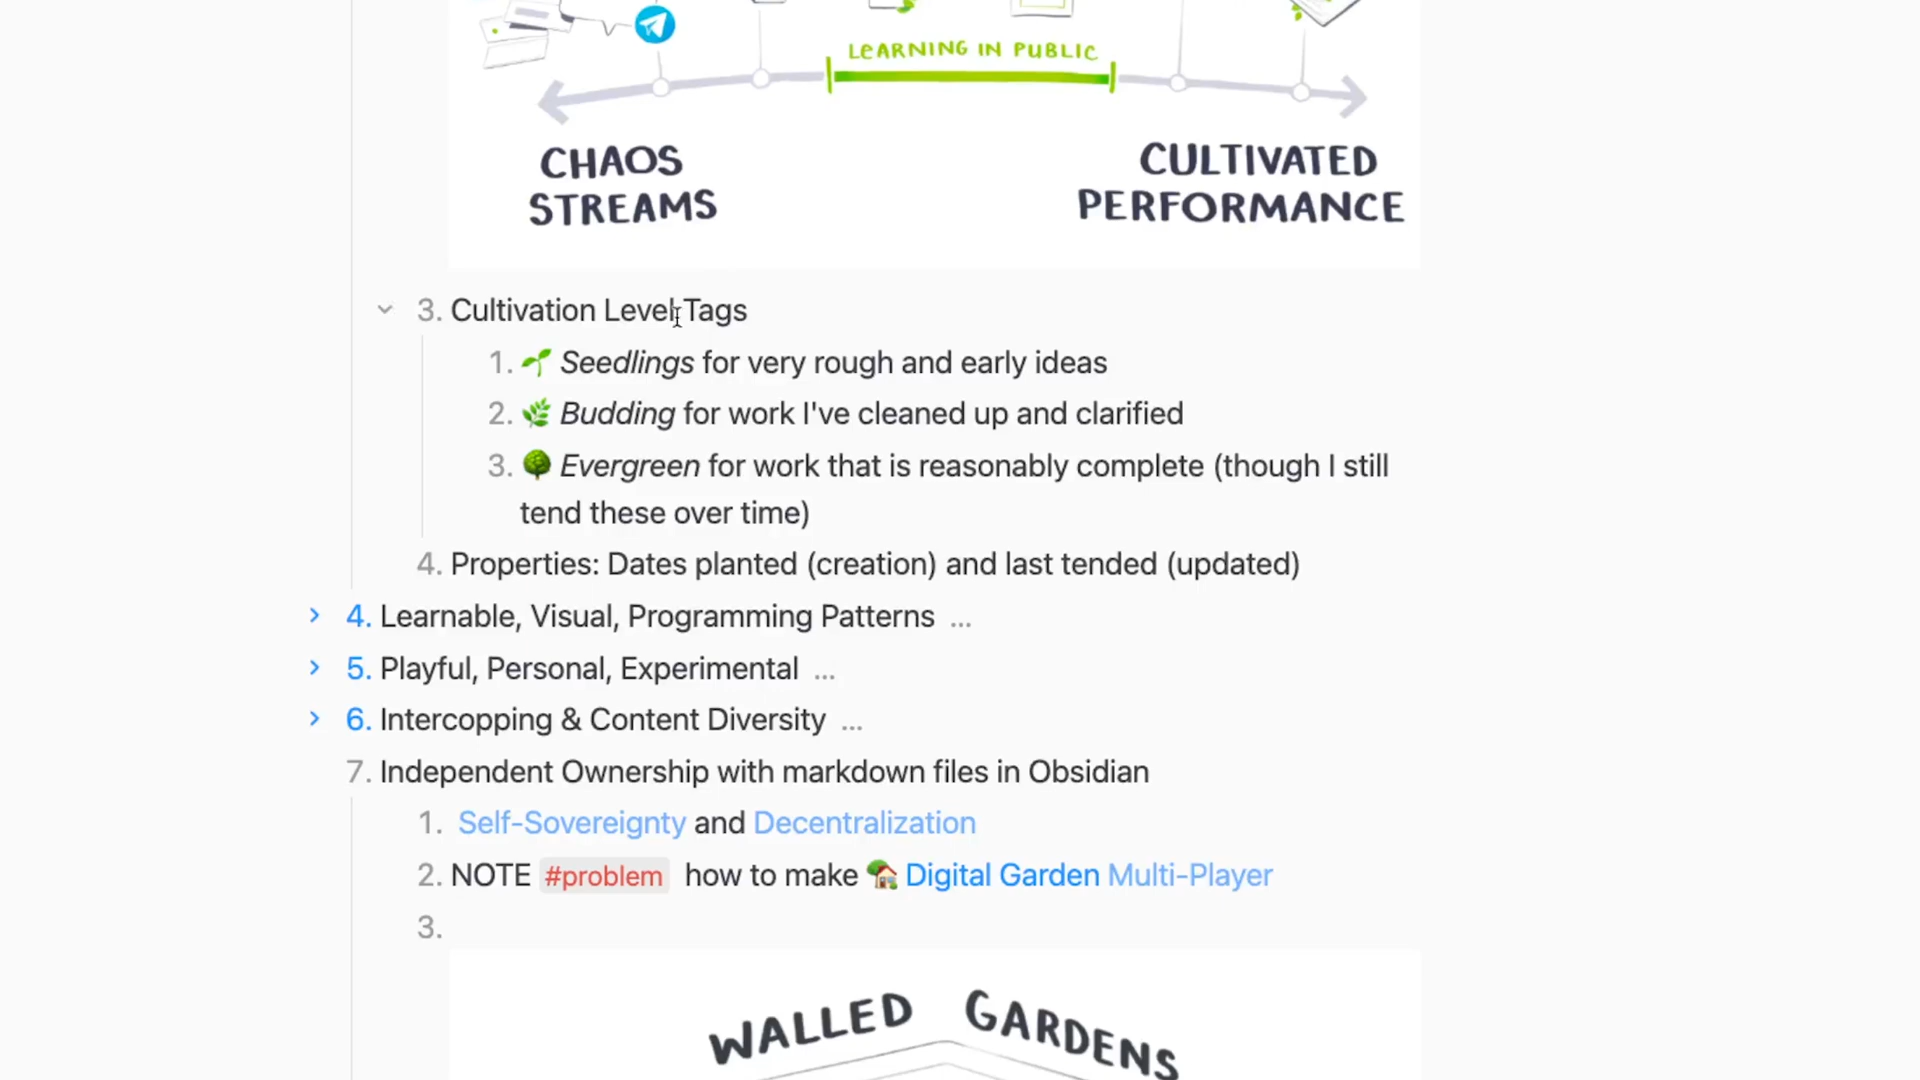 LEARNING IN PUBLIC
CHAOS
STREAMS
CULTIVATED
PERFORMANCE
3. Cultivation Level Tags
1. 🌱 Seedlings for very rough and early ideas
2. 🌿 Budding for work I've cleaned up and clarified
3. 🌳 Evergreen for work that is reasonably complete (though I still
tend these over time)
4. Properties: Dates planted (creation) and last tended (updated)
4. Learnable, Visual, Programming Patterns ...
5. Playful, Personal, Experimental ...
6. Intercopping & Content Diversity ...
7. Independent Ownership with markdown files in Obsidian
1. Self-Sovereignty and Decentralization
2. NOTE #problem how to make 🏡 Digital Garden Multi-Player
3.
WALLED GARDENS